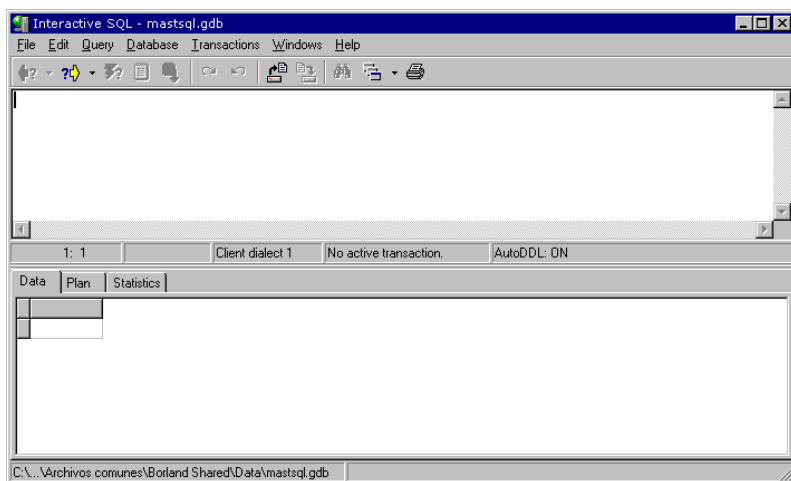 Interactive SQL - mastsql.gdb
File Edit Query Database Transactions Windows Help
1: 1 Client dialect 1 No active transaction. AutoDDL: ON
Data Plan Statistics
C:\...\Archivos comunes\Borland Shared\Data\mastsql.gdb